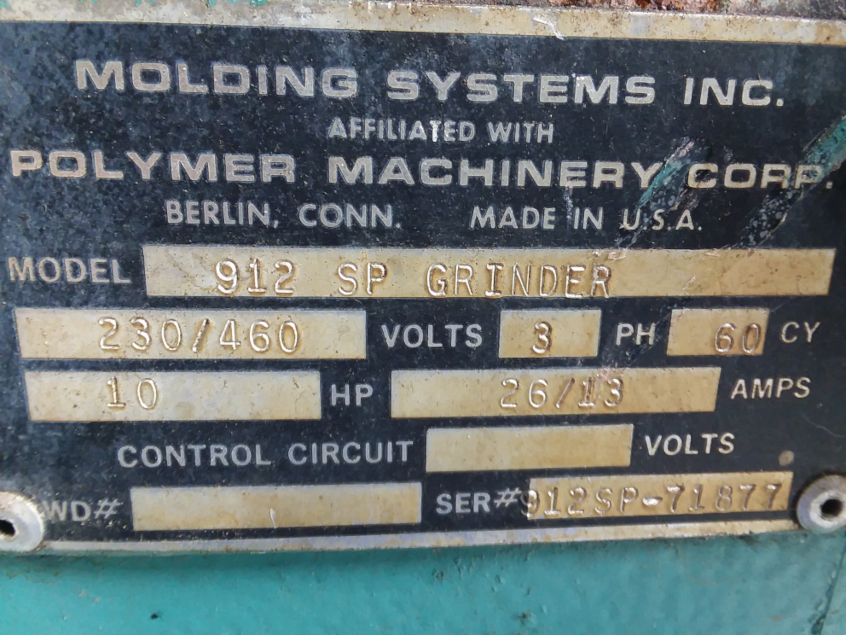 MOLDING SYSTEMS INC.
AFFILIATED WITH
POLYMER MACHINERY CORP.
BERLIN, CONN. MADE IN U.S.A.
MODEL 912 SP GRINDER
230/460 VOLTS 3 PH 60 CY
10 HP 26/13 AMPS
CONTROL CIRCUIT VOLTS
WD# SER# 912SP-71877